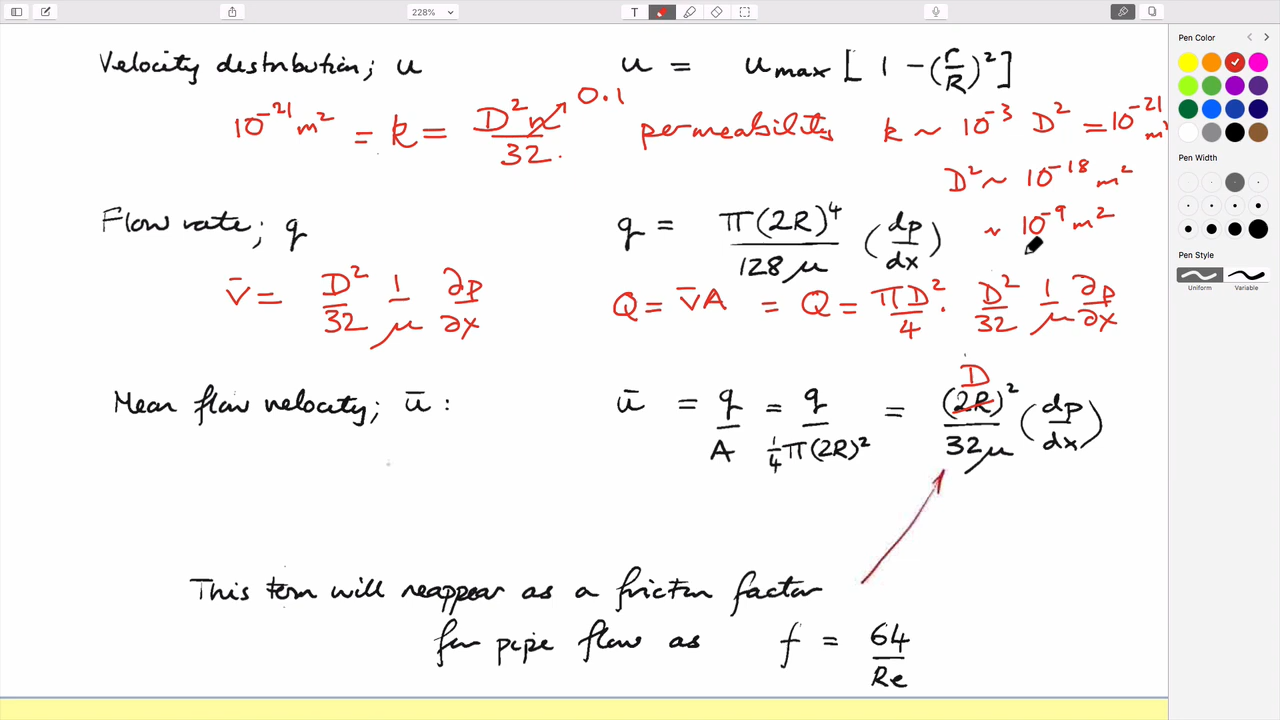 228%
T
Pen Color
Velocity distribution; u u = u max [ 1 - (r/R)² ]
10⁻²¹ m² = k = D²n/32 0.1 permeability k ~ 10⁻³ D² = 10⁻²¹ m²
D² ~ 10⁻¹⁸ m²
Pen Width
Flow rate; q q = π(2R)⁴/128μ (dp/dx) ~ 10⁻⁹ m²
Pen Style
Uniform Variable
v̄ = D²/32 1/μ ∂p/∂x Q = v̄A = Q = πD²/4 · D²/32 1/μ ∂p/∂x
D
Mean flow velocity; ū : ū = q/A = q/¼π(2R)² = (2R)²/32μ (dp/dx)
This term will reappear as a friction factor
for pipe flow as f = 64/Re